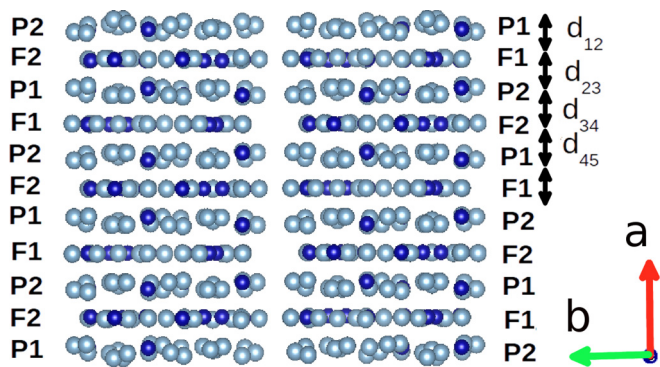 P2 P1 d12
F2 F1
P1 P2 d23
F1 F2 d34
P2 P1 d45
F2 F1
P1 P2
F1 F2 a
P2 P1
F2 F1 b
P1 P2